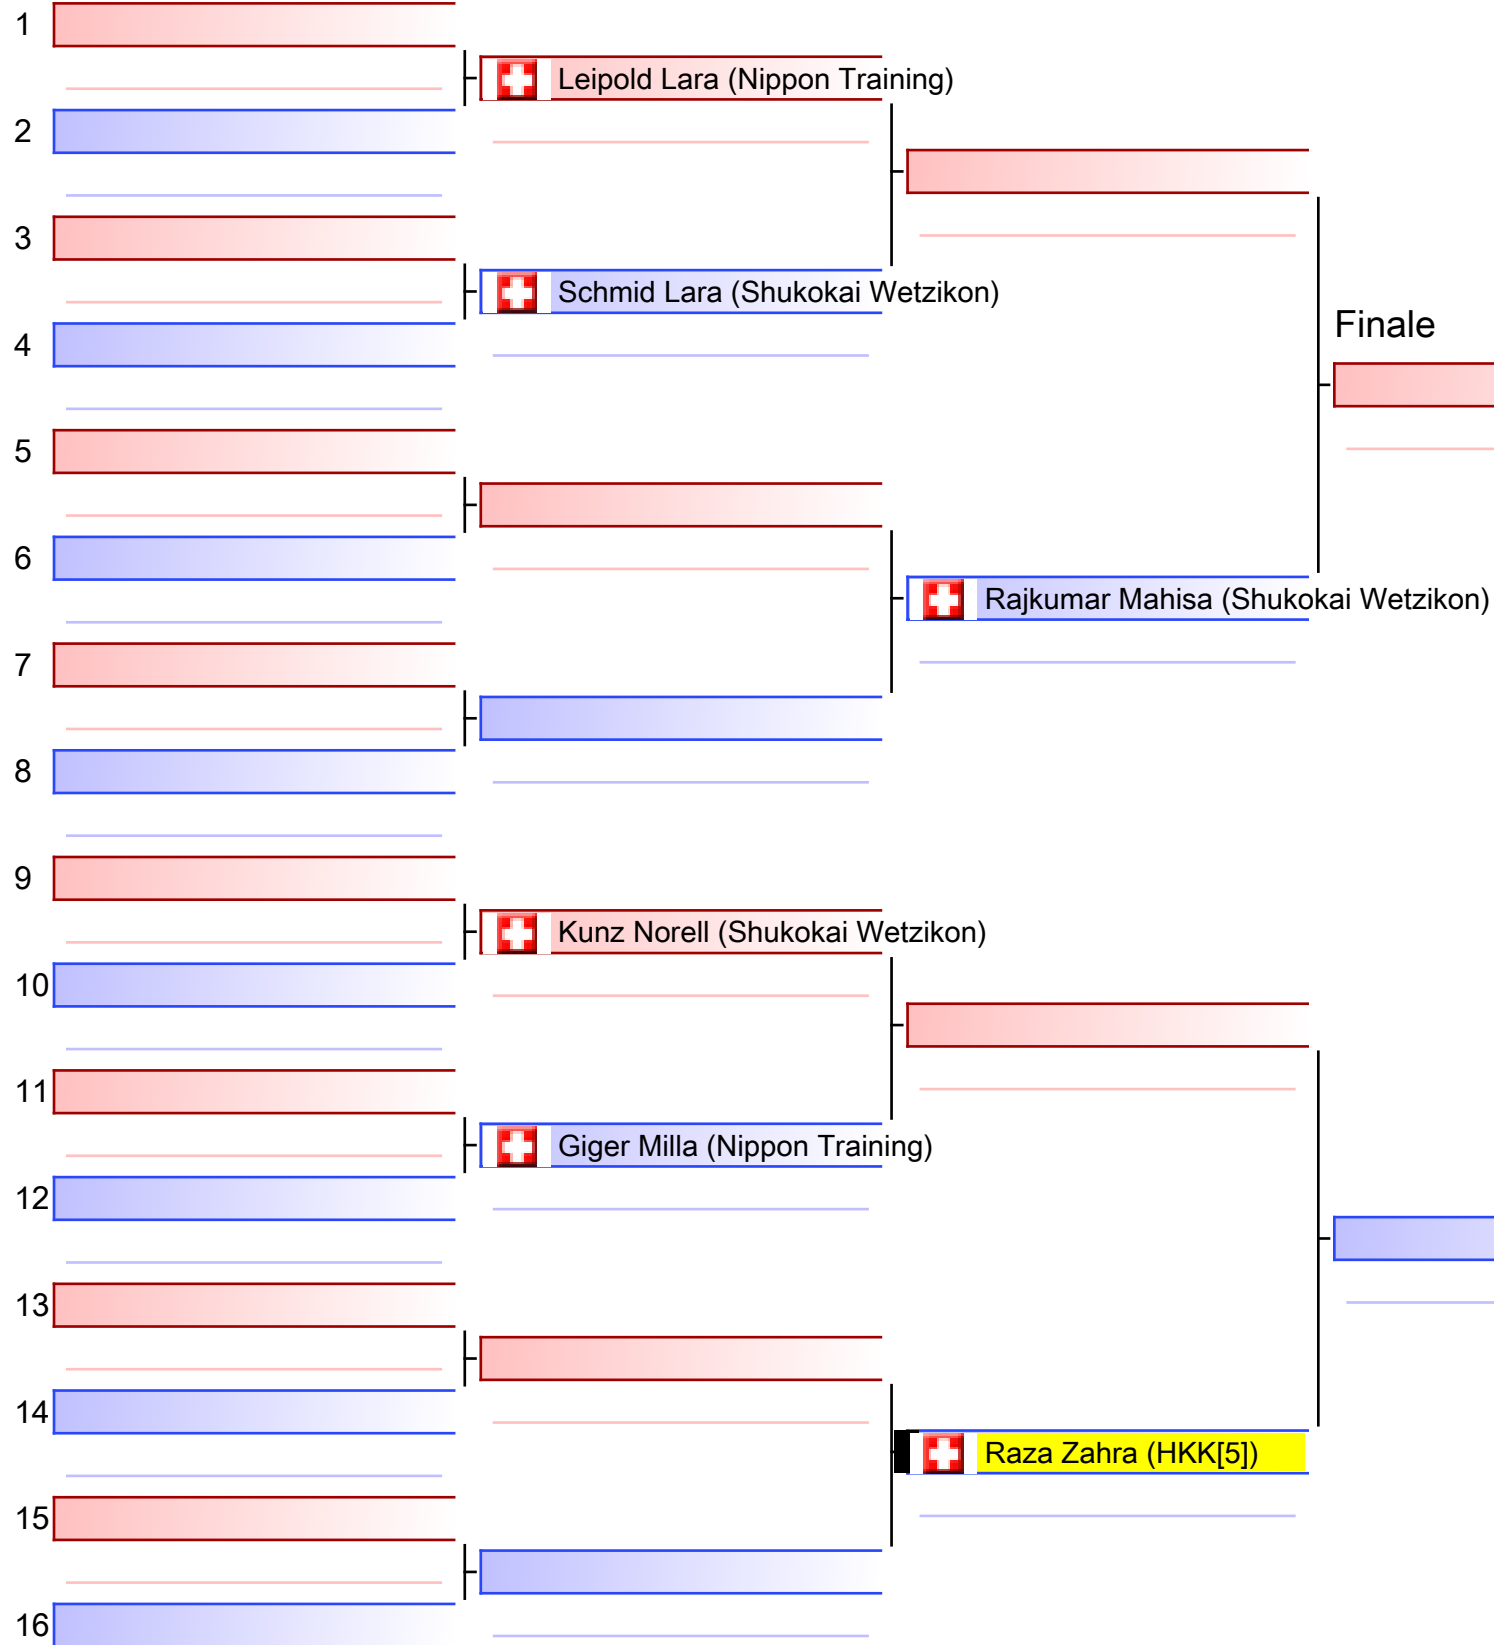 1
Leipold Lara (Nippon Training)
2
3
Schmid Lara (Shukokai Wetzikon)
Finale
4
5
6
Rajkumar Mahisa (Shukokai Wetzikon)
7
8
9
Kunz Norell (Shukokai Wetzikon)
10
11
Giger Milla (Nippon Training)
12
13
14
Raza Zahra (HKK[5])
15
16